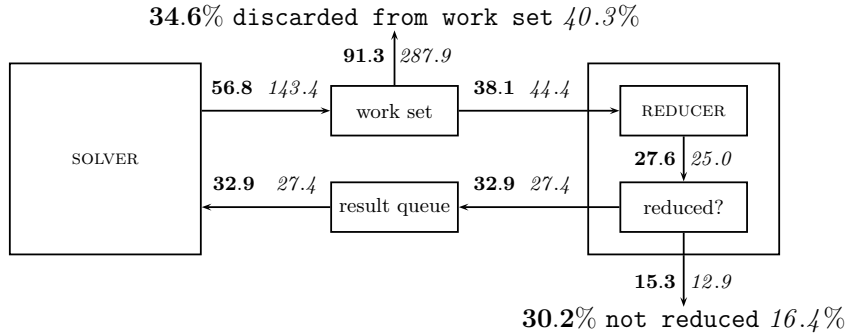 34.6% discarded from work set 40.3%
91.3 287.9
56.8 143.4
work set
38.1 44.4
REDUCER
SOLVER
27.6 25.0
32.9 27.4
result queue
32.9 27.4
reduced?
15.3 12.9
30.2% not reduced 16.4%